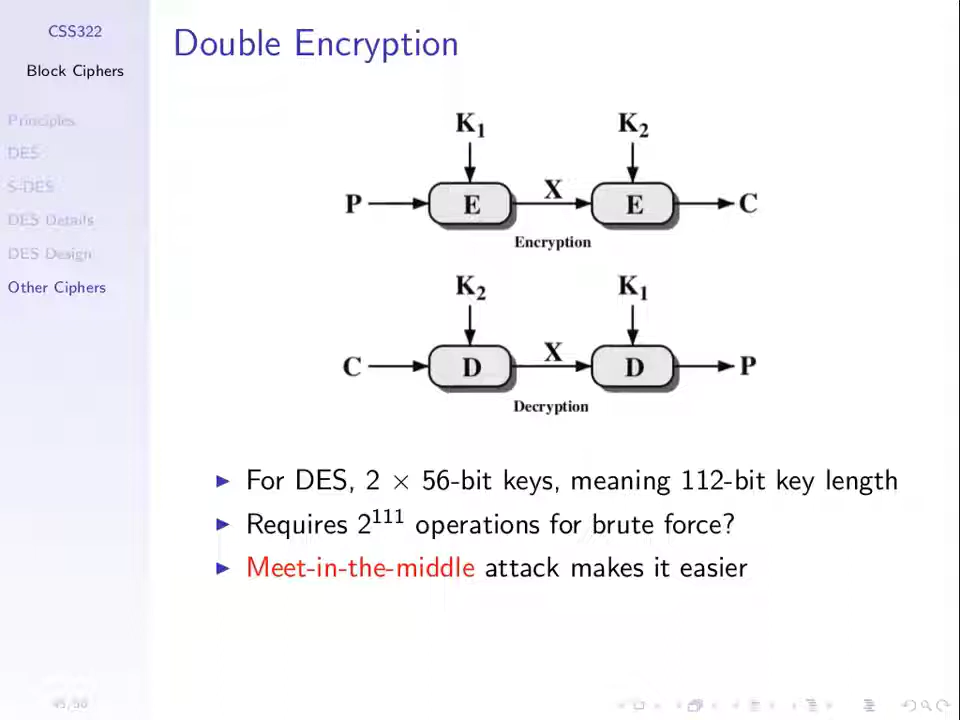 CSS322
Block Ciphers
Principles
DES
S-DES
DES Details
DES Design
Other Ciphers
Double Encryption
K₁ K₂
P E X E C
Encryption
K₂ K₁
C D X D P
Decryption
► For DES, 2 × 56-bit keys, meaning 112-bit key length
► Requires 2¹¹¹ operations for brute force?
► Meet-in-the-middle attack makes it easier